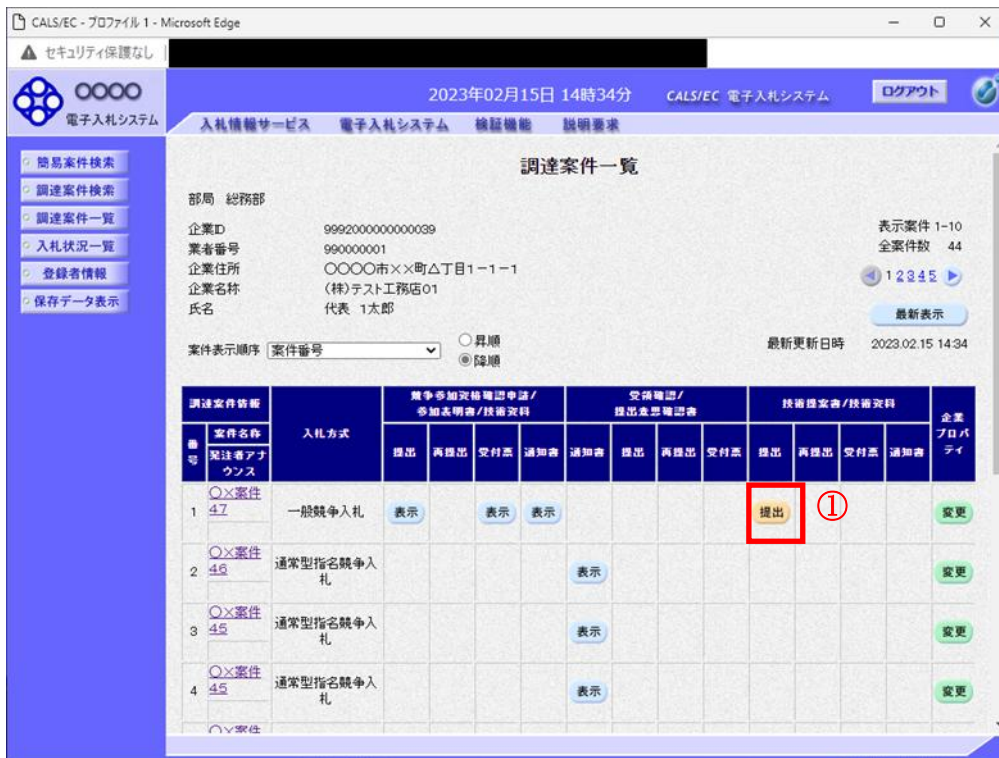 CALS/EC - プロファイル 1 - Microsoft Edge
セキュリティ保護なし
〇〇〇〇
電子入札システム
2023年02月15日 14時34分
CALS/EC 電子入札システム
ログアウト
入札情報サービス 電子入札システム 検証機能 説明要求
簡易案件検索
調達案件検索
調達案件一覧
入札状況一覧
登録者情報
保存データ表示
調達案件一覧
部局 総務部
企業ID 9992000000000039
業者番号 990000001
企業住所 〇〇〇〇市××町△丁目1-1-1
企業名称 (株)テスト工務店01
氏名 代表 1太郎
表示案件 1-10
全案件数 44
1 2 3 4 5
最新表示
案件表示順序 案件番号
昇順
降順
最新更新日時 2023.02.15 14:34
調達案件情報 入札方式 競争参加資格確認申請/参加表明書/技術資料 受領確認/提出意思確認書 技術提案書/技術資料 企業プロパティ
番号 案件名称 発注者アナウンス 提出 再提出 受付票 通知書 通知書 提出 再提出 受付票 提出 再提出 受付票 通知書
1 〇×案件47 一般競争入札 表示 表示 表示 提出 ① 変更
2 〇×案件46 通常型指名競争入札 表示 変更
3 〇×案件45 通常型指名競争入札 表示 変更
4 〇×案件45 通常型指名競争入札 表示 変更
〇×案件